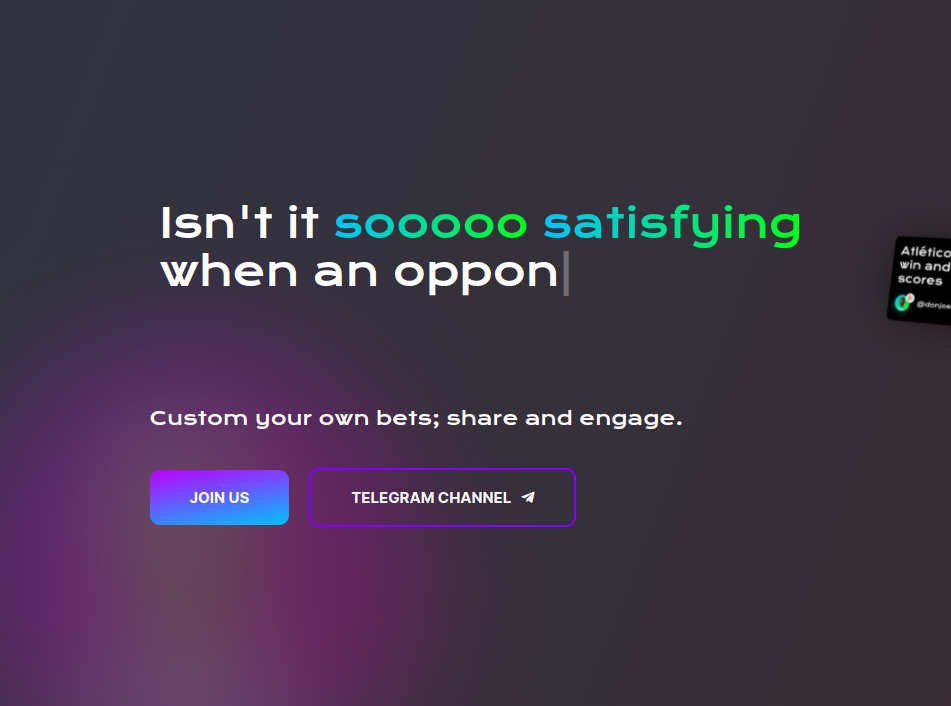 Isn't it sooooo satisfying
when an oppon
Atlético
win and
scores
@donjoe
Custom your own bets; share and engage.
JOIN US
TELEGRAM CHANNEL